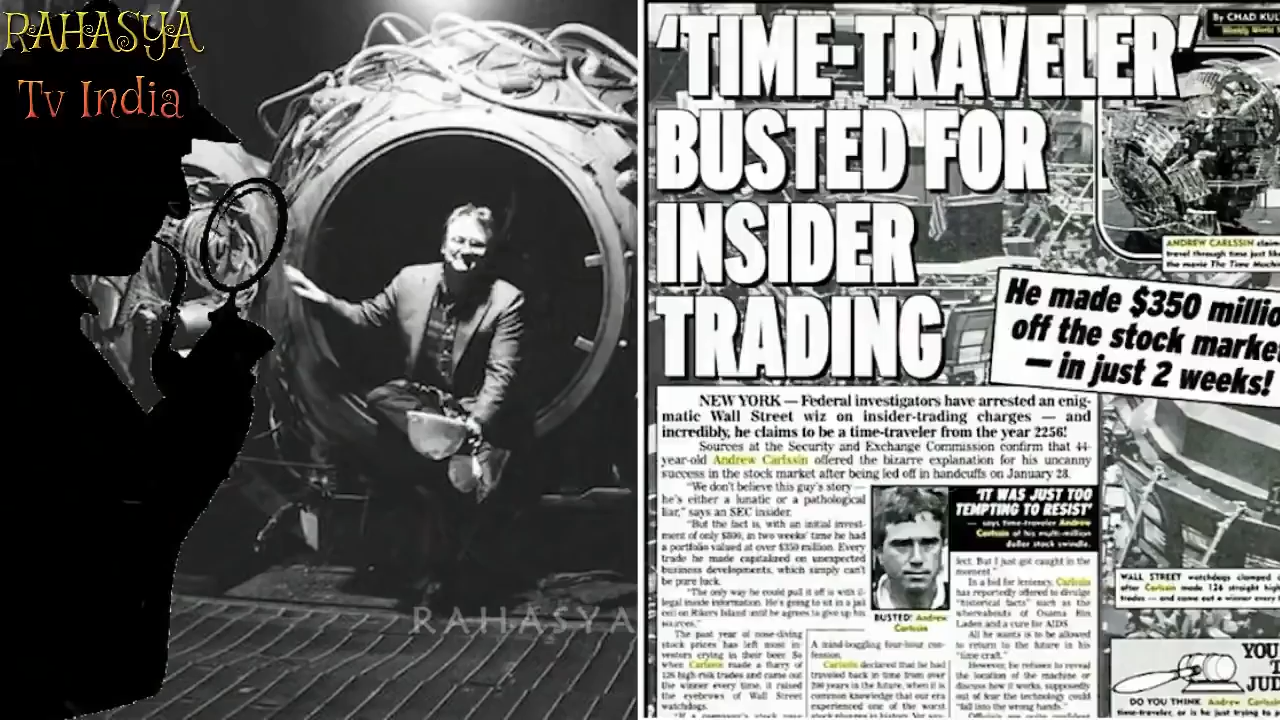 RAHASYA
Tv India
RAHASYA
'TIME-TRAVELER'
BUSTED FOR
INSIDER
TRADING
By CHAD KUL
Weekly World
ANDREW CARLSSIN claim
travel through time just lik
the movie The Time Machi
He made $350 millio
off the stock marke
— in just 2 weeks!
NEW YORK — Federal investigators have arrested an enig-
matic Wall Street wiz on insider-trading charges — and
incredibly, he claims to be a time-traveler from the year 2256!
Sources at the Security and Exchange Commission confirm that 44-
year-old Andrew Carlssin offered the bizarre explanation for his uncanny
success in the stock market after being led off in handcuffs on January 28.
"We don't believe this guy's story —
he's either a lunatic or a pathological
liar," says an SEC insider.
"But the fact is, with an initial invest-
ment of only $800, in two weeks' time he had
a portfolio valued at over $350 million. Every
trade he made capitalized on unexpected
business developments, which simply can't
be pure luck.
"The only way he could pull it off is with il-
legal inside information. He's going to sit in a jail
cell on Rikers Island until he agrees to give up his
sources."
The past year of nose-diving
stock prices has left most in-
vestors crying in their beer. So
when Carlssin made a flurry of
126 high-risk trades and came out
the winner every time, it raised
the eyebrows of Wall Street
watchdogs.
"If a company's stock rose
BUSTED! Andrew
Carlssin
'IT WAS JUST TOO
TEMPTING TO RESIST'
— says time-traveler Andrew
Carlssin of his multi-million
dollar stock swindle.
A mind-boggling four-hour con-
fession.
Carlssin declared that he had
traveled back in time from over
200 years in the future, when it is
common knowledge that our era
experienced one of the worst
fect. But I just got caught in the
moment."
In a bid for leniency, Carlssin
has reportedly offered to divulge
"historical facts" such as the
whereabouts of Osama Bin
Laden and a cure for AIDS.
All he wants is to be allowed
to return to the future in his
"time craft."
However, he refuses to reveal
the location of the machine or
discuss how it works, supposedly
out of fear the technology could
"fall into the wrong hands."
WALL STREET watchdogs clamped
after Carlssin made 126 straight high
trades — and came out a winner every
YOU
JUD
DO YOU THINK Andrew Carlss
time-traveler, or is he just trying to